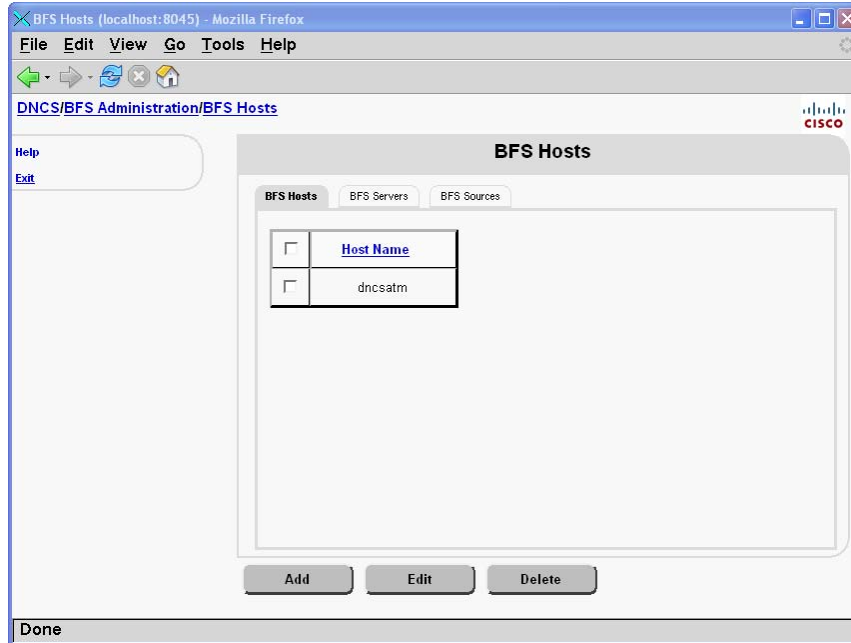 BFS Hosts (localhost:8045) - Mozilla Firefox
File Edit View Go Tools Help
DNCS/BFS Administration/BFS Hosts
CISCO
Help
Exit
BFS Hosts
BFS Hosts BFS Servers BFS Sources
Host Name
dncsatm
Add Edit Delete
Done